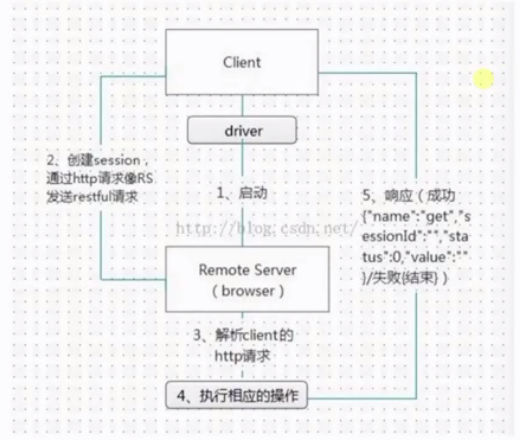 Client
driver
2、创建session，
通过http请求像RS
发送restful请求
1、启动
5、响应（成功
{"name":"get","s
essionId":"","sta
tus":0,"value":""
}/失败{结束}）
http://blog.csdn.net/
Remote Server
（browser）
3、解析client的
http请求
4、执行相应的操作